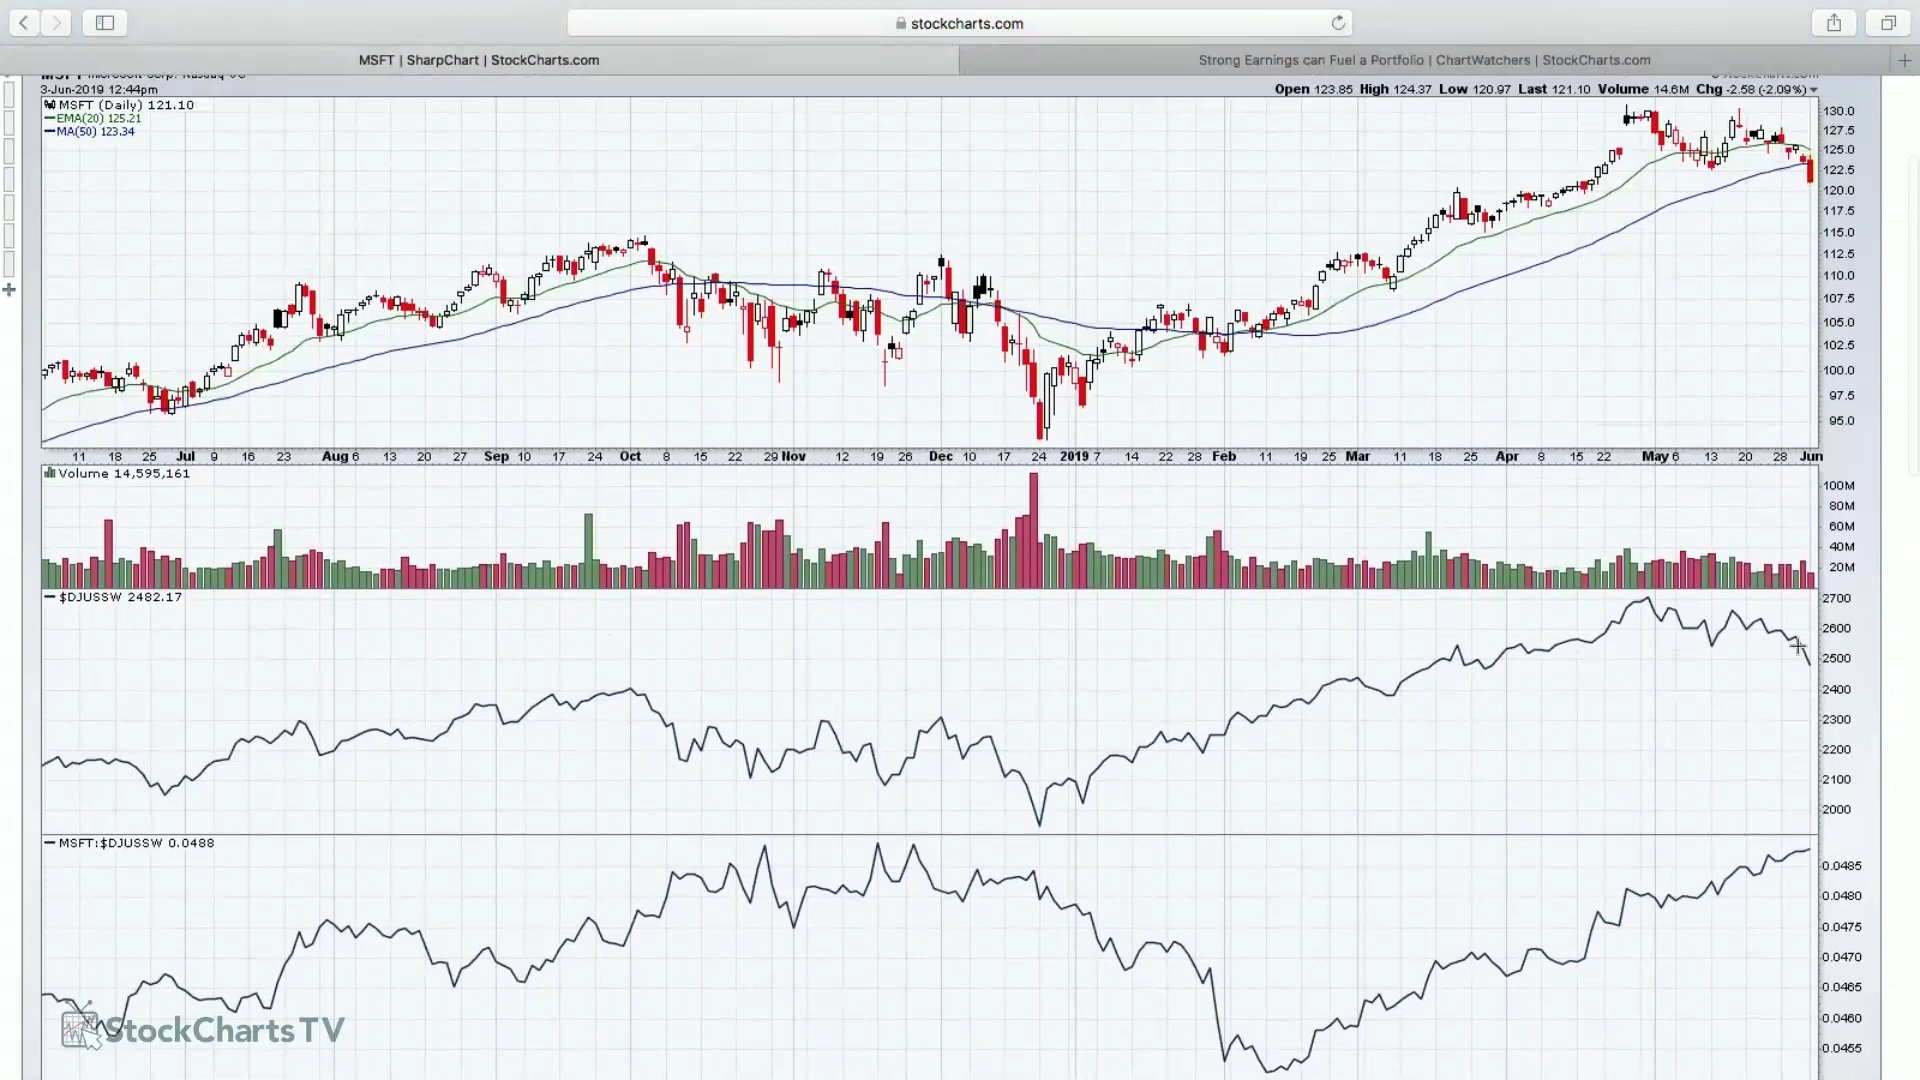 stockcharts.com
MSFT | SharpChart | StockCharts.com
Strong Earnings can Fuel a Portfolio | ChartWatchers | StockCharts.com
3-Jun-2019 12:44pm
Open 123.85 High 124.37 Low 120.97 Last 121.10 Volume 14.6M Chg -2.58 (-2.09%)
MSFT (Daily) 121.10
EMA(20) 125.21
MA(50) 123.34
130.0
127.5
125.0
122.5
120.0
117.5
115.0
112.5
110.0
107.5
105.0
102.5
100.0
97.5
95.0
11 18 25 Jul 9 16 23 Aug 6 13 20 27 Sep 10 17 24 Oct 8 15 22 29 Nov 12 19 26 Dec 10 17 24 2019 7 14 22 28 Feb 11 19 25 Mar 11 18 25 Apr 8 15 22 May 6 13 20 28 Jun
Volume 14,595,161
100M
80M
60M
40M
20M
$DJUSSW 2482.17
2700
2600
2500
2400
2300
2200
2100
2000
MSFT:$DJUSSW 0.0488
0.0485
0.0480
0.0475
0.0470
0.0465
0.0460
0.0455
StockCharts TV